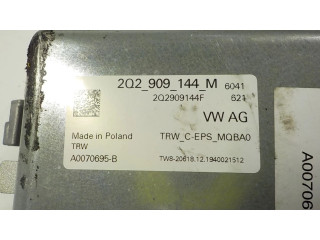 2Q2_909_144_M 6041
2Q2909144F 621
VW AG
Made in Poland TRW_C-EPS_MQBA0
TRW
A0070695-B TW8-20618.12.1940021512
A00706